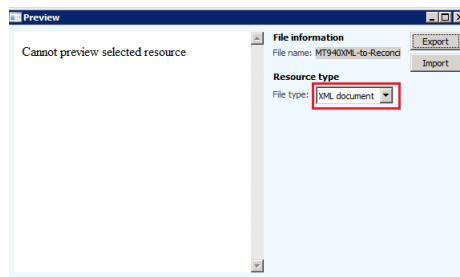 Preview
Cannot preview selected resource
File information
File name: MT940XML-to-Reconci
Resource type
File type: XML document
Export
Import